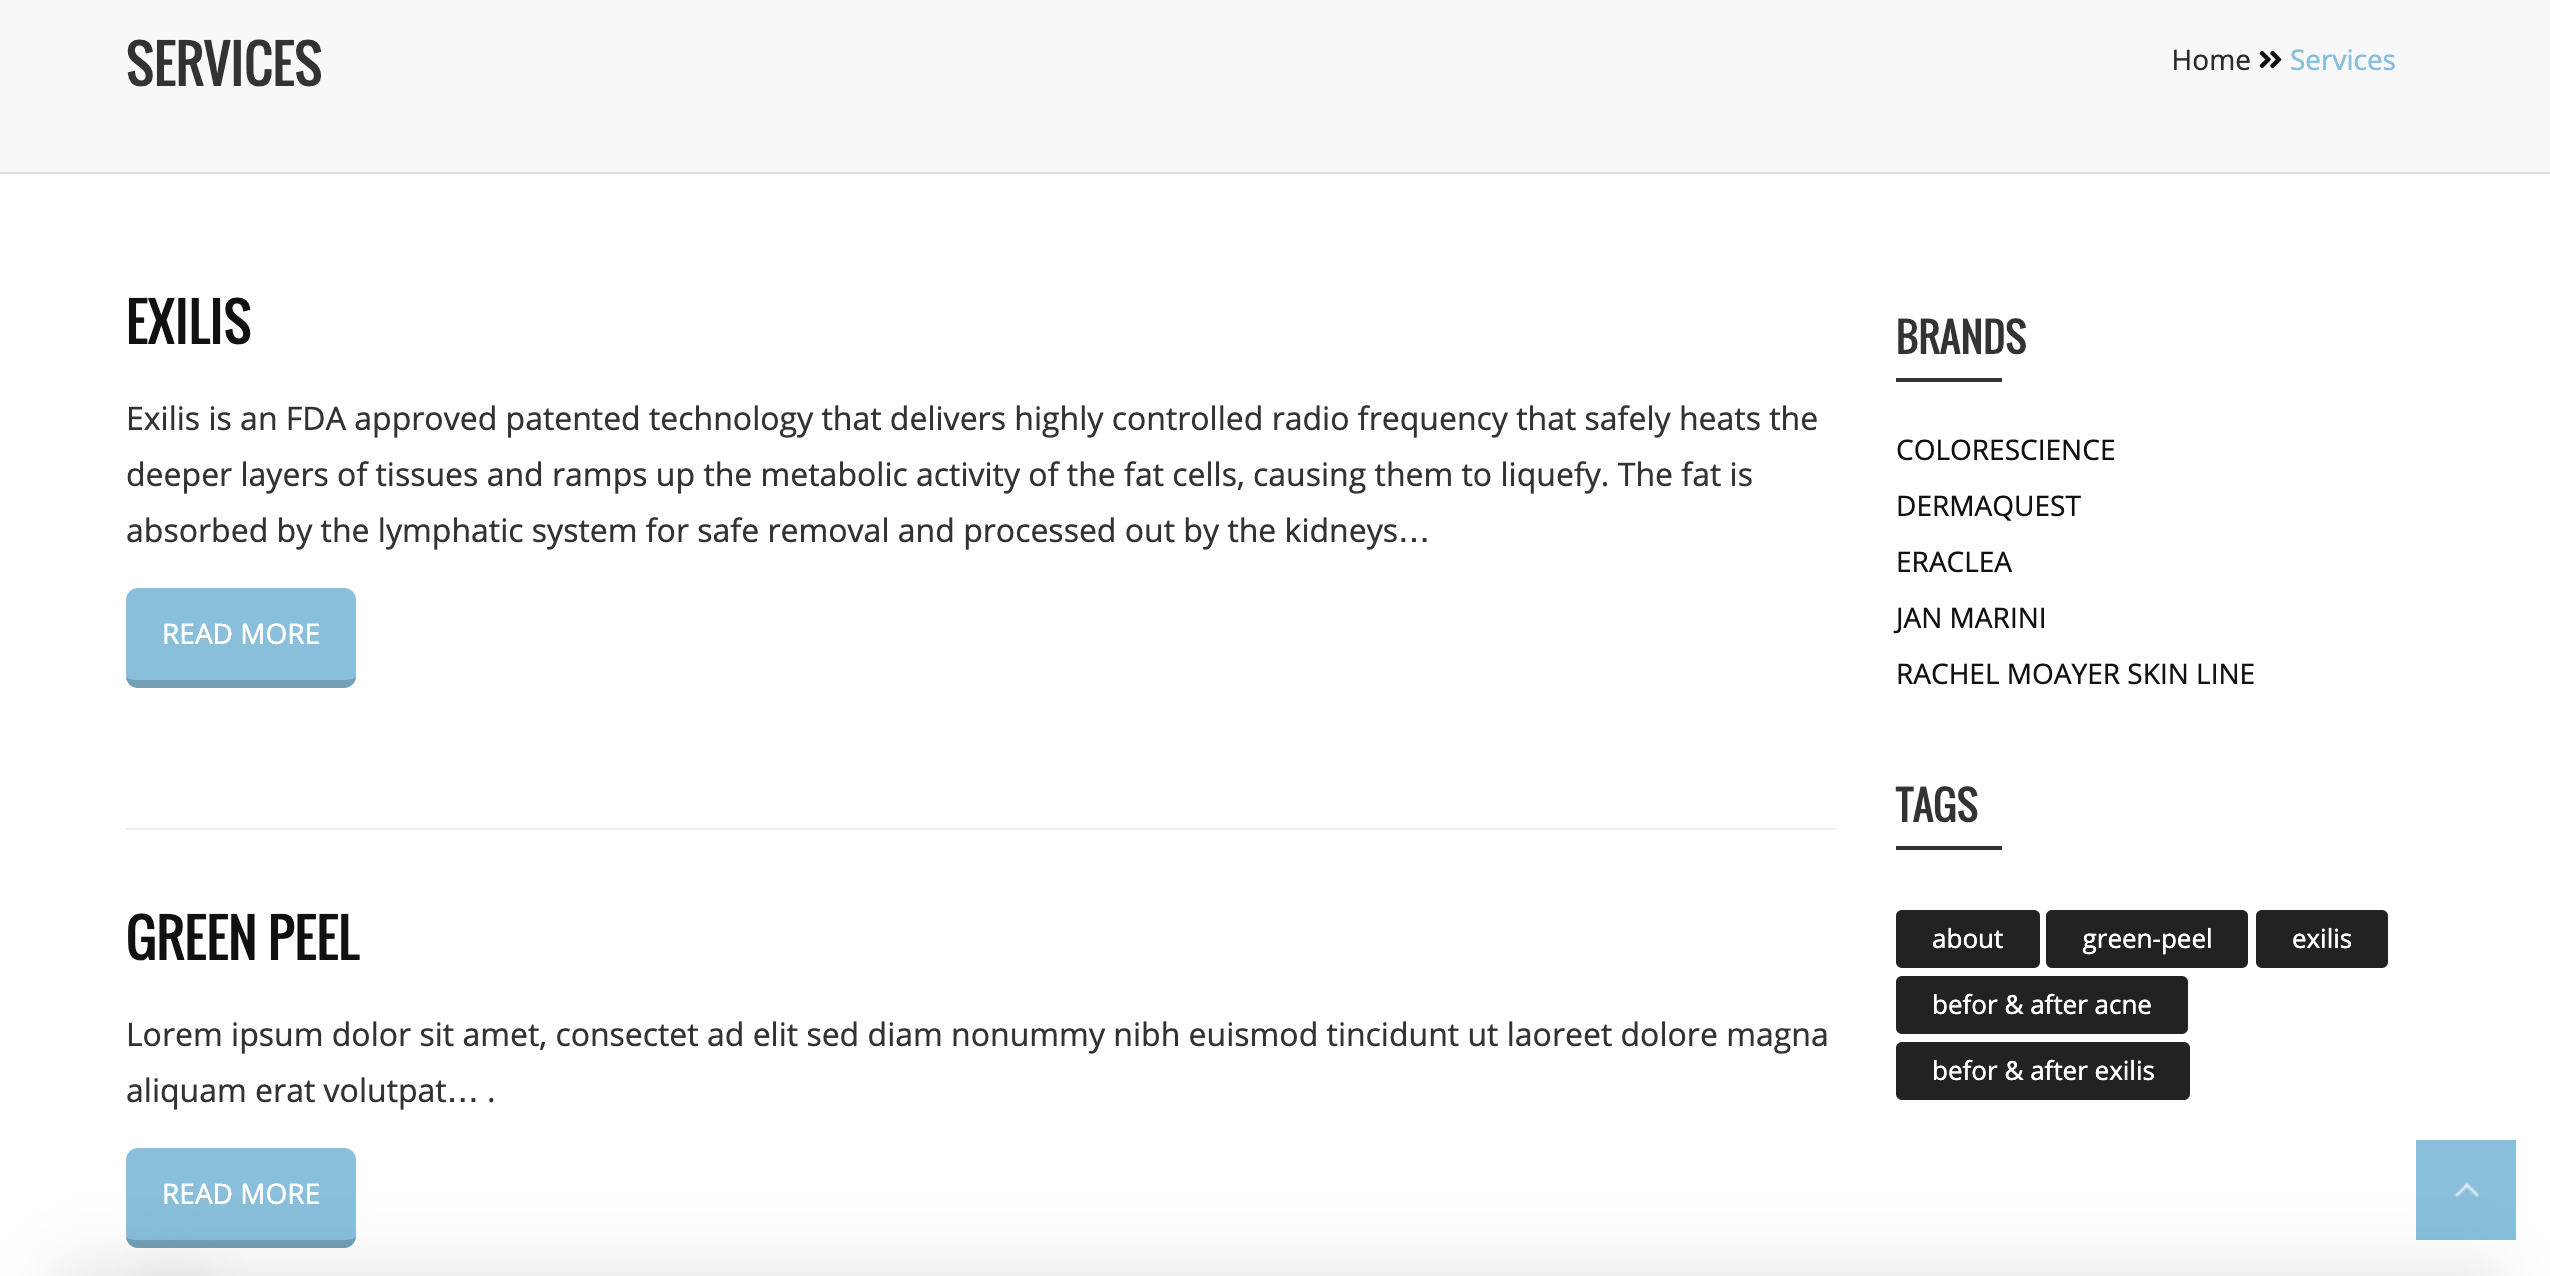 SERVICES
Home » Services
EXILIS
Exilis is an FDA approved patented technology that delivers highly controlled radio frequency that safely heats the
deeper layers of tissues and ramps up the metabolic activity of the fat cells, causing them to liquefy. The fat is
absorbed by the lymphatic system for safe removal and processed out by the kidneys…
READ MORE
GREEN PEEL
Lorem ipsum dolor sit amet, consectet ad elit sed diam nonummy nibh euismod tincidunt ut laoreet dolore magna
aliquam erat volutpat… .
READ MORE
BRANDS
COLORESCIENCE
DERMAQUEST
ERACLEA
JAN MARINI
RACHEL MOAYER SKIN LINE
TAGS
about green-peel exilis
befor & after acne
befor & after exilis